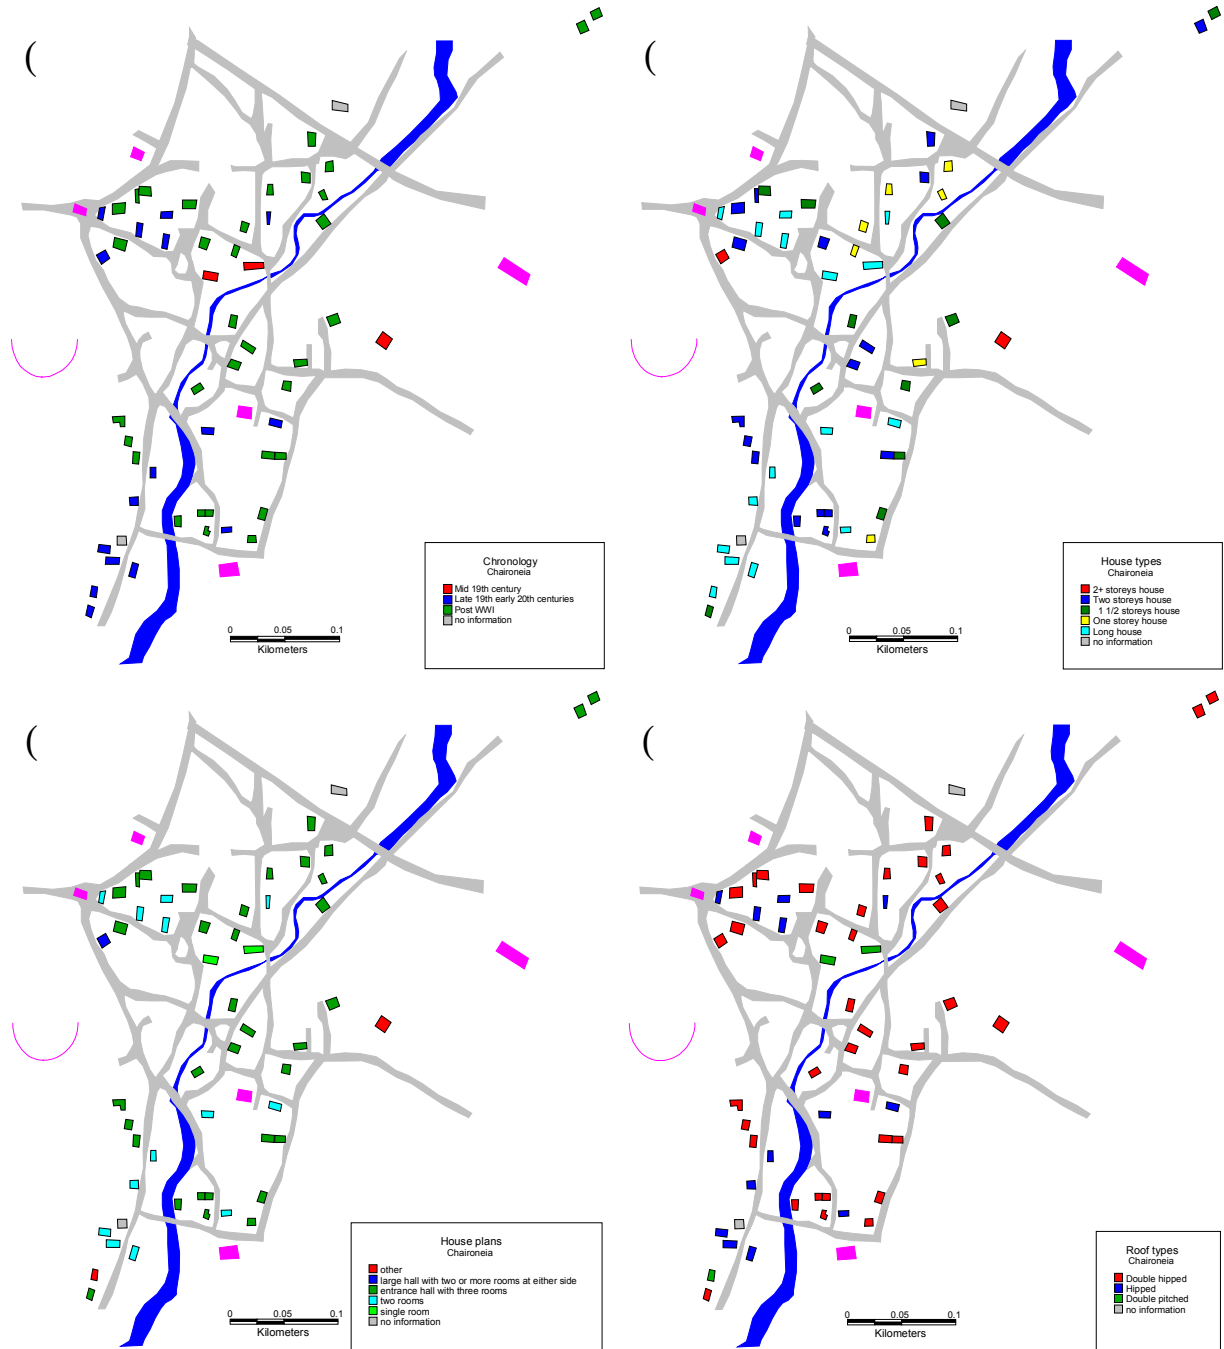 (
(
Chronology
Chaironeia
Mid 19th century
Late 19th early 20th centuries
Post WWI
no information
0 0.05 0.1
Kilometers
House types
Chaironeia
2+ storeys house
Two storeys house
1 1/2 storeys house
One storey house
Long house
no information
0 0.05 0.1
Kilometers
(
(
House plans
Chaironeia
other
large hall with two or more rooms at either side
entrance hall with three rooms
two rooms
single room
no information
0 0.05 0.1
Kilometers
Roof types
Chaironeia
Double hipped
Hipped
Double pitched
no information
0 0.05 0.1
Kilometers